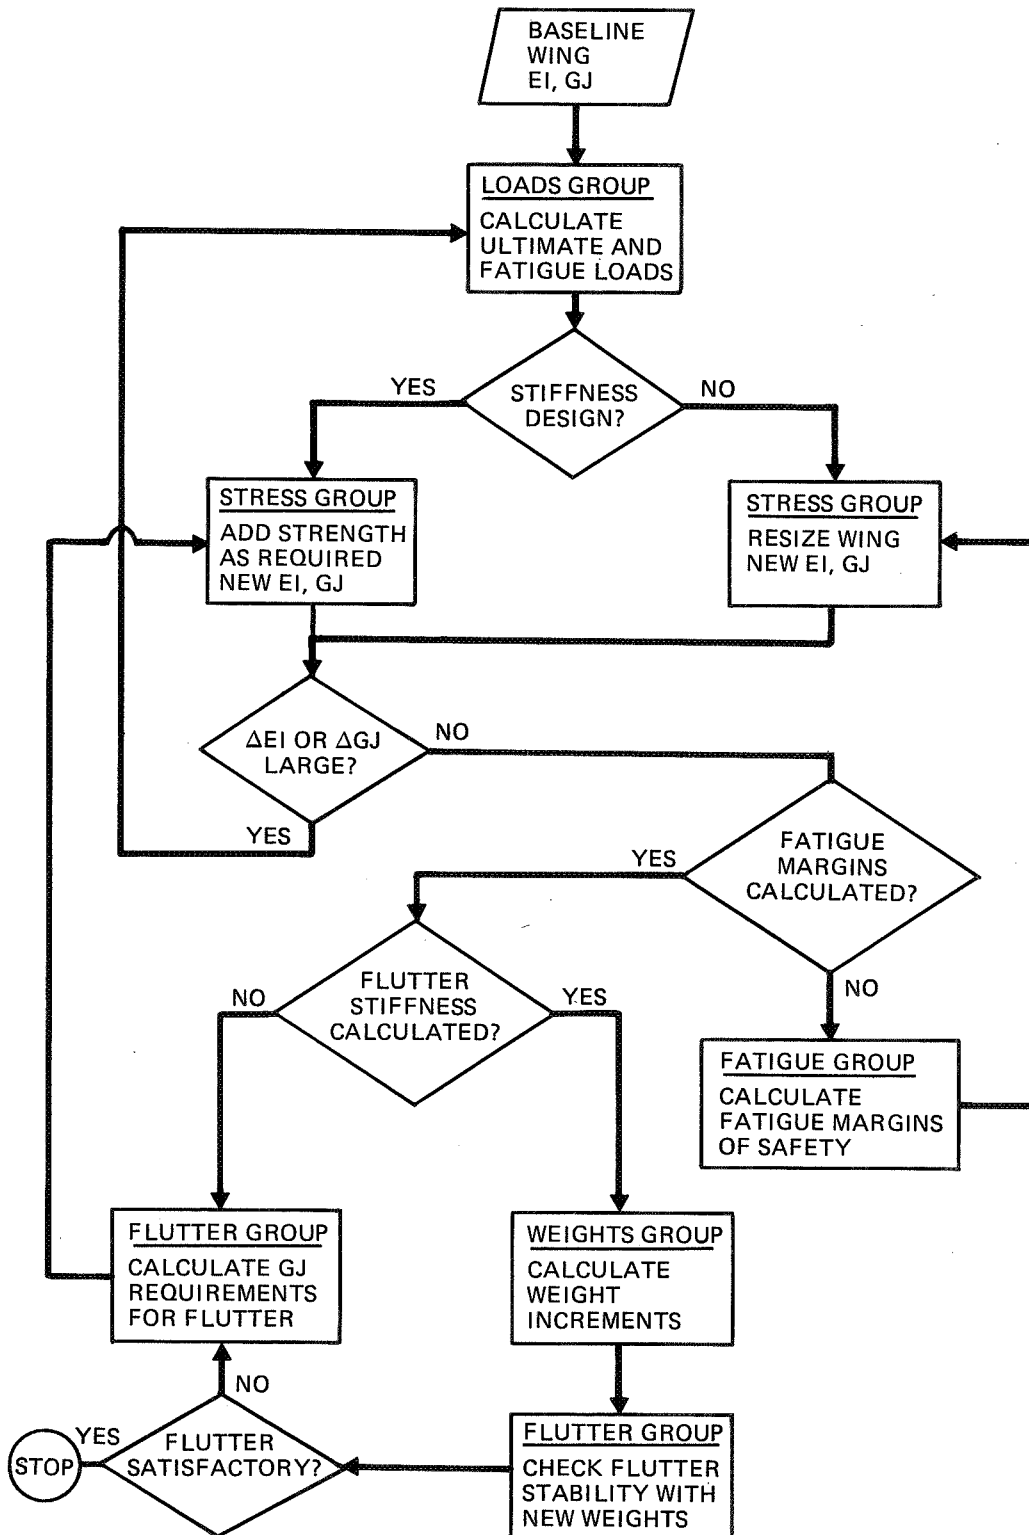 BASELINE
WING
EI, GJ
LOADS GROUP
CALCULATE
ULTIMATE AND
FATIGUE LOADS
YES
STIFFNESS
DESIGN?
NO
STRESS GROUP
ADD STRENGTH
AS REQUIRED
NEW EI, GJ
STRESS GROUP
RESIZE WING
NEW EI, GJ
ΔEI OR ΔGJ
LARGE?
NO
YES
FATIGUE
MARGINS
CALCULATED?
YES
NO
FLUTTER
STIFFNESS
CALCULATED?
NO
YES
FATIGUE GROUP
CALCULATE
FATIGUE MARGINS
OF SAFETY
FLUTTER GROUP
CALCULATE GJ
REQUIREMENTS
FOR FLUTTER
WEIGHTS GROUP
CALCULATE
WEIGHT
INCREMENTS
NO
YES
STOP
FLUTTER
SATISFACTORY?
FLUTTER GROUP
CHECK FLUTTER
STABILITY WITH
NEW WEIGHTS